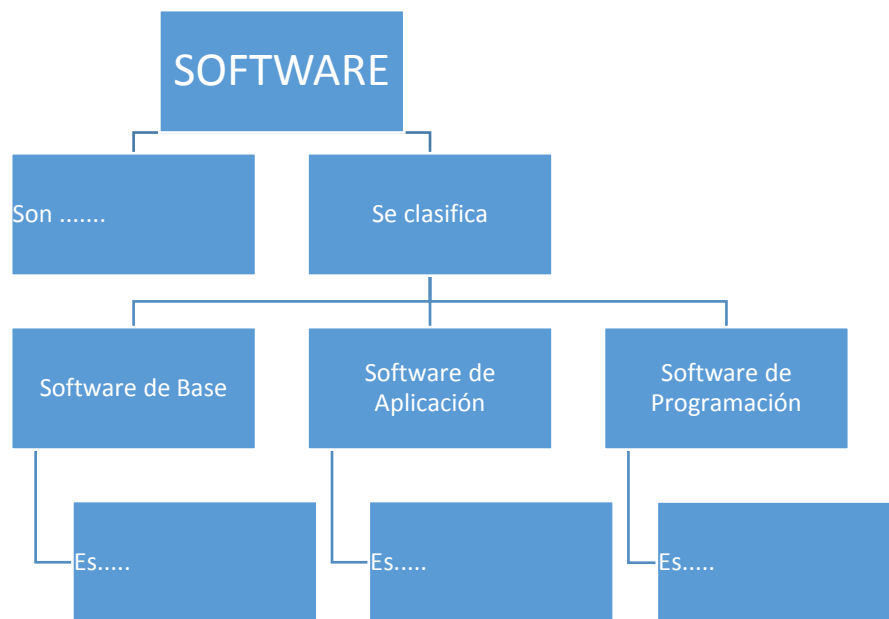 SOFTWARE
Son .......
Se clasifica
Software de Base
Software de
Aplicación
Software de
Programación
Es.....
Es.....
Es.....